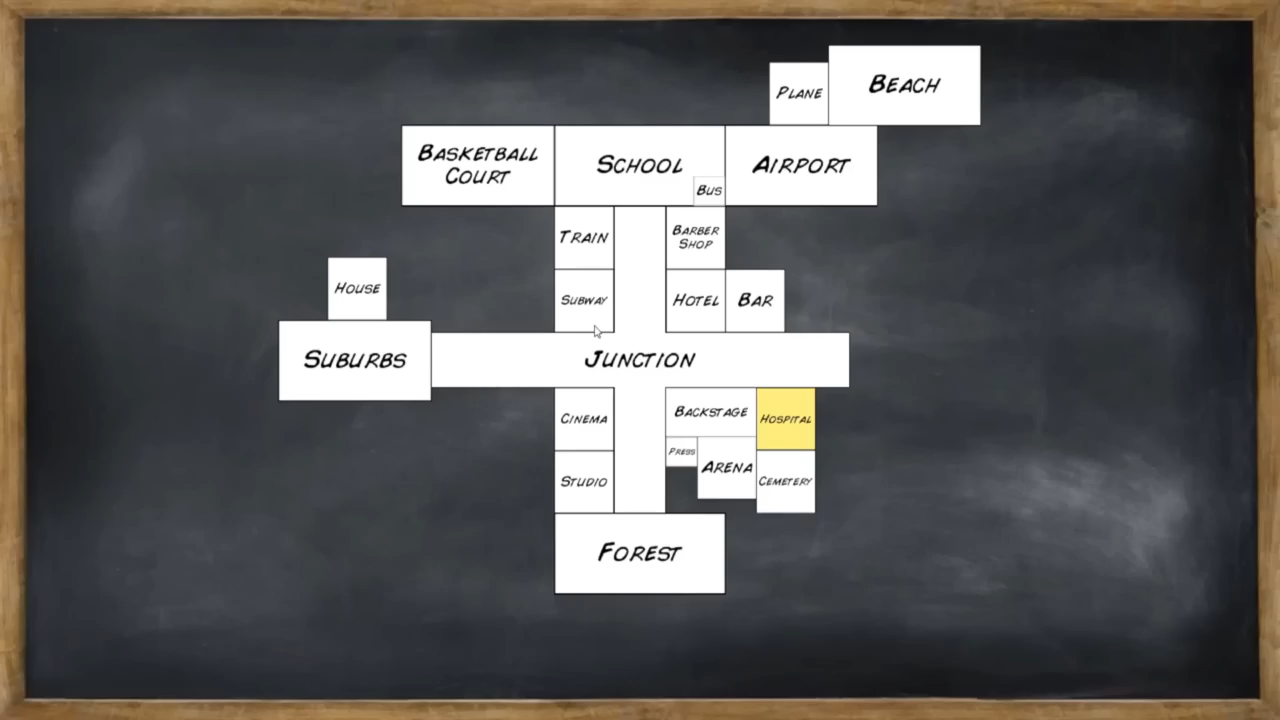 Beach
Plane
Basketball
Court
School
Airport
Bus
Train
Barber
Shop
House
Subway
Hotel
Bar
Suburbs
Junction
Cinema
Backstage
Hospital
Press
Arena
Studio
Cemetery
Forest